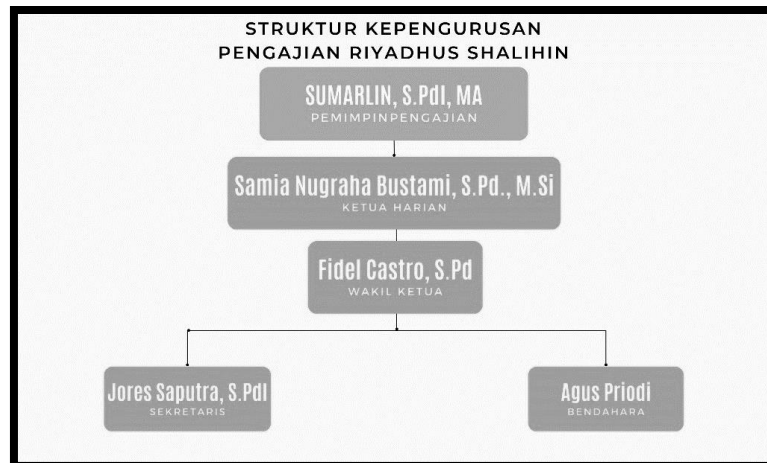 STRUKTUR KEPENGURUSAN
PENGAJIAN RIYADHUS SHALIHIN
SUMARLIN, S.PdI, MA
PEMIMPINPENGAJIAN
Samia Nugraha Bustami, S.Pd., M.Si
KETUA HARIAN
Fidel Castro, S.Pd
WAKIL KETUA
Jores Saputra, S.PdI
SEKRETARIS
Agus Priodi
BENDAHARA